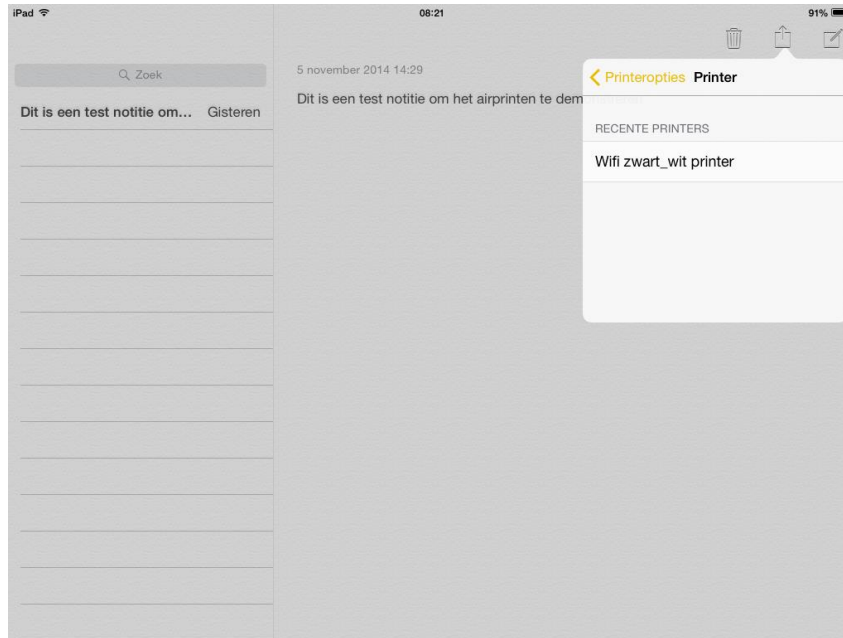 iPad 08:21 91%
Zoek
Dit is een test notitie om... Gisteren
5 november 2014 14:29
Dit is een test notitie om het airprinten te dem
Printeropties Printer
RECENTE PRINTERS
Wifi zwart_wit printer